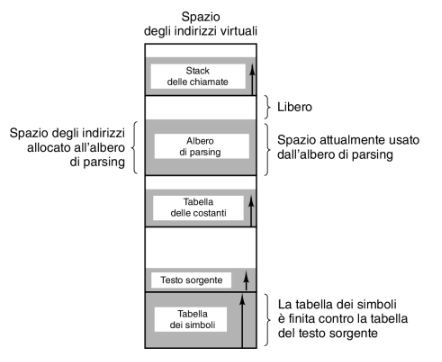 Spazio
degli indirizzi virtuali
Stack
delle chiamate
Libero
Spazio degli indirizzi
allocato all'albero
di parsing
Albero
di parsing
Spazio attualmente usato
dall'albero di parsing
Tabella
delle costanti
Testo sorgente
Tabella
dei simboli
La tabella dei simboli
è finita contro la tabella
del testo sorgente